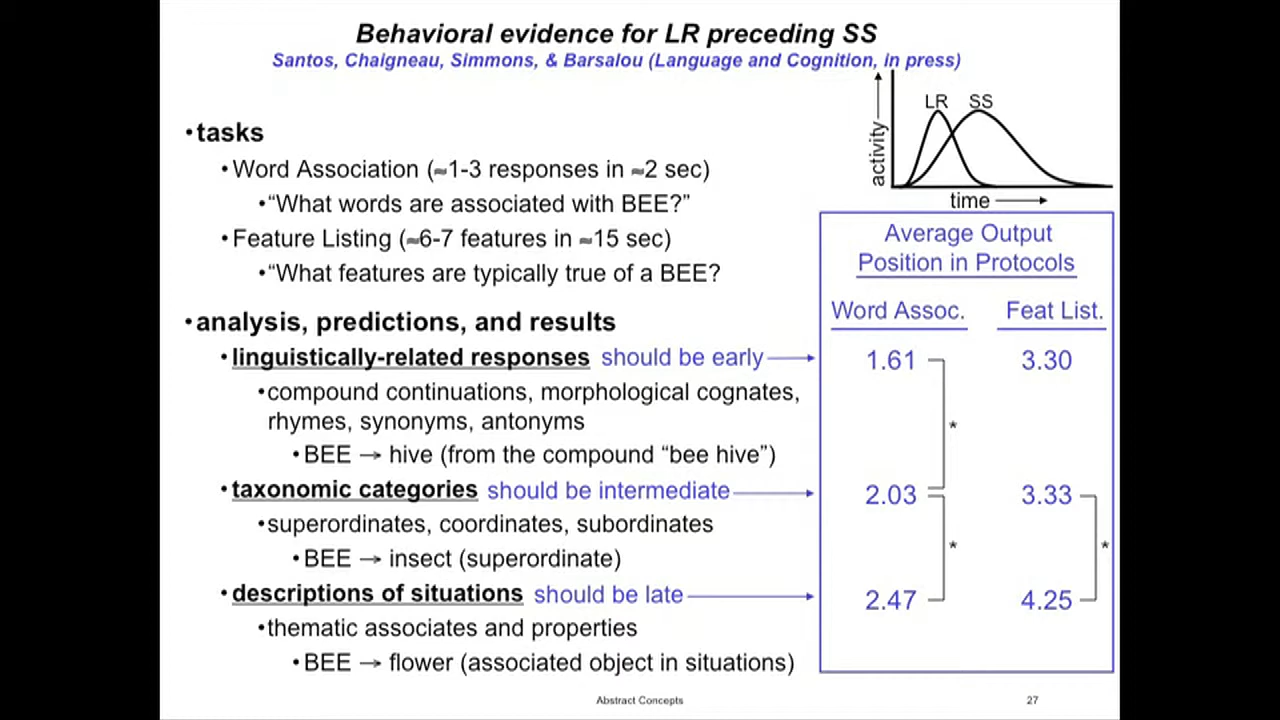 Behavioral evidence for LR preceding SS
Santos, Chaigneau, Simmons, & Barsalou (Language and Cognition, in press)
LR SS
activity
time
•tasks
•Word Association (≈1-3 responses in ≈2 sec)
•“What words are associated with BEE?”
•Feature Listing (≈6-7 features in ≈15 sec)
•“What features are typically true of a BEE?
•analysis, predictions, and results
•linguistically-related responses should be early
•compound continuations, morphological cognates,
rhymes, synonyms, antonyms
•BEE → hive (from the compound “bee hive”)
•taxonomic categories should be intermediate
•superordinates, coordinates, subordinates
•BEE → insect (superordinate)
•descriptions of situations should be late
•thematic associates and properties
•BEE → flower (associated object in situations)
Average Output
Position in Protocols
Word Assoc. Feat List.
1.61 3.30
*
2.03 3.33
* *
2.47 4.25
Abstract Concepts 27